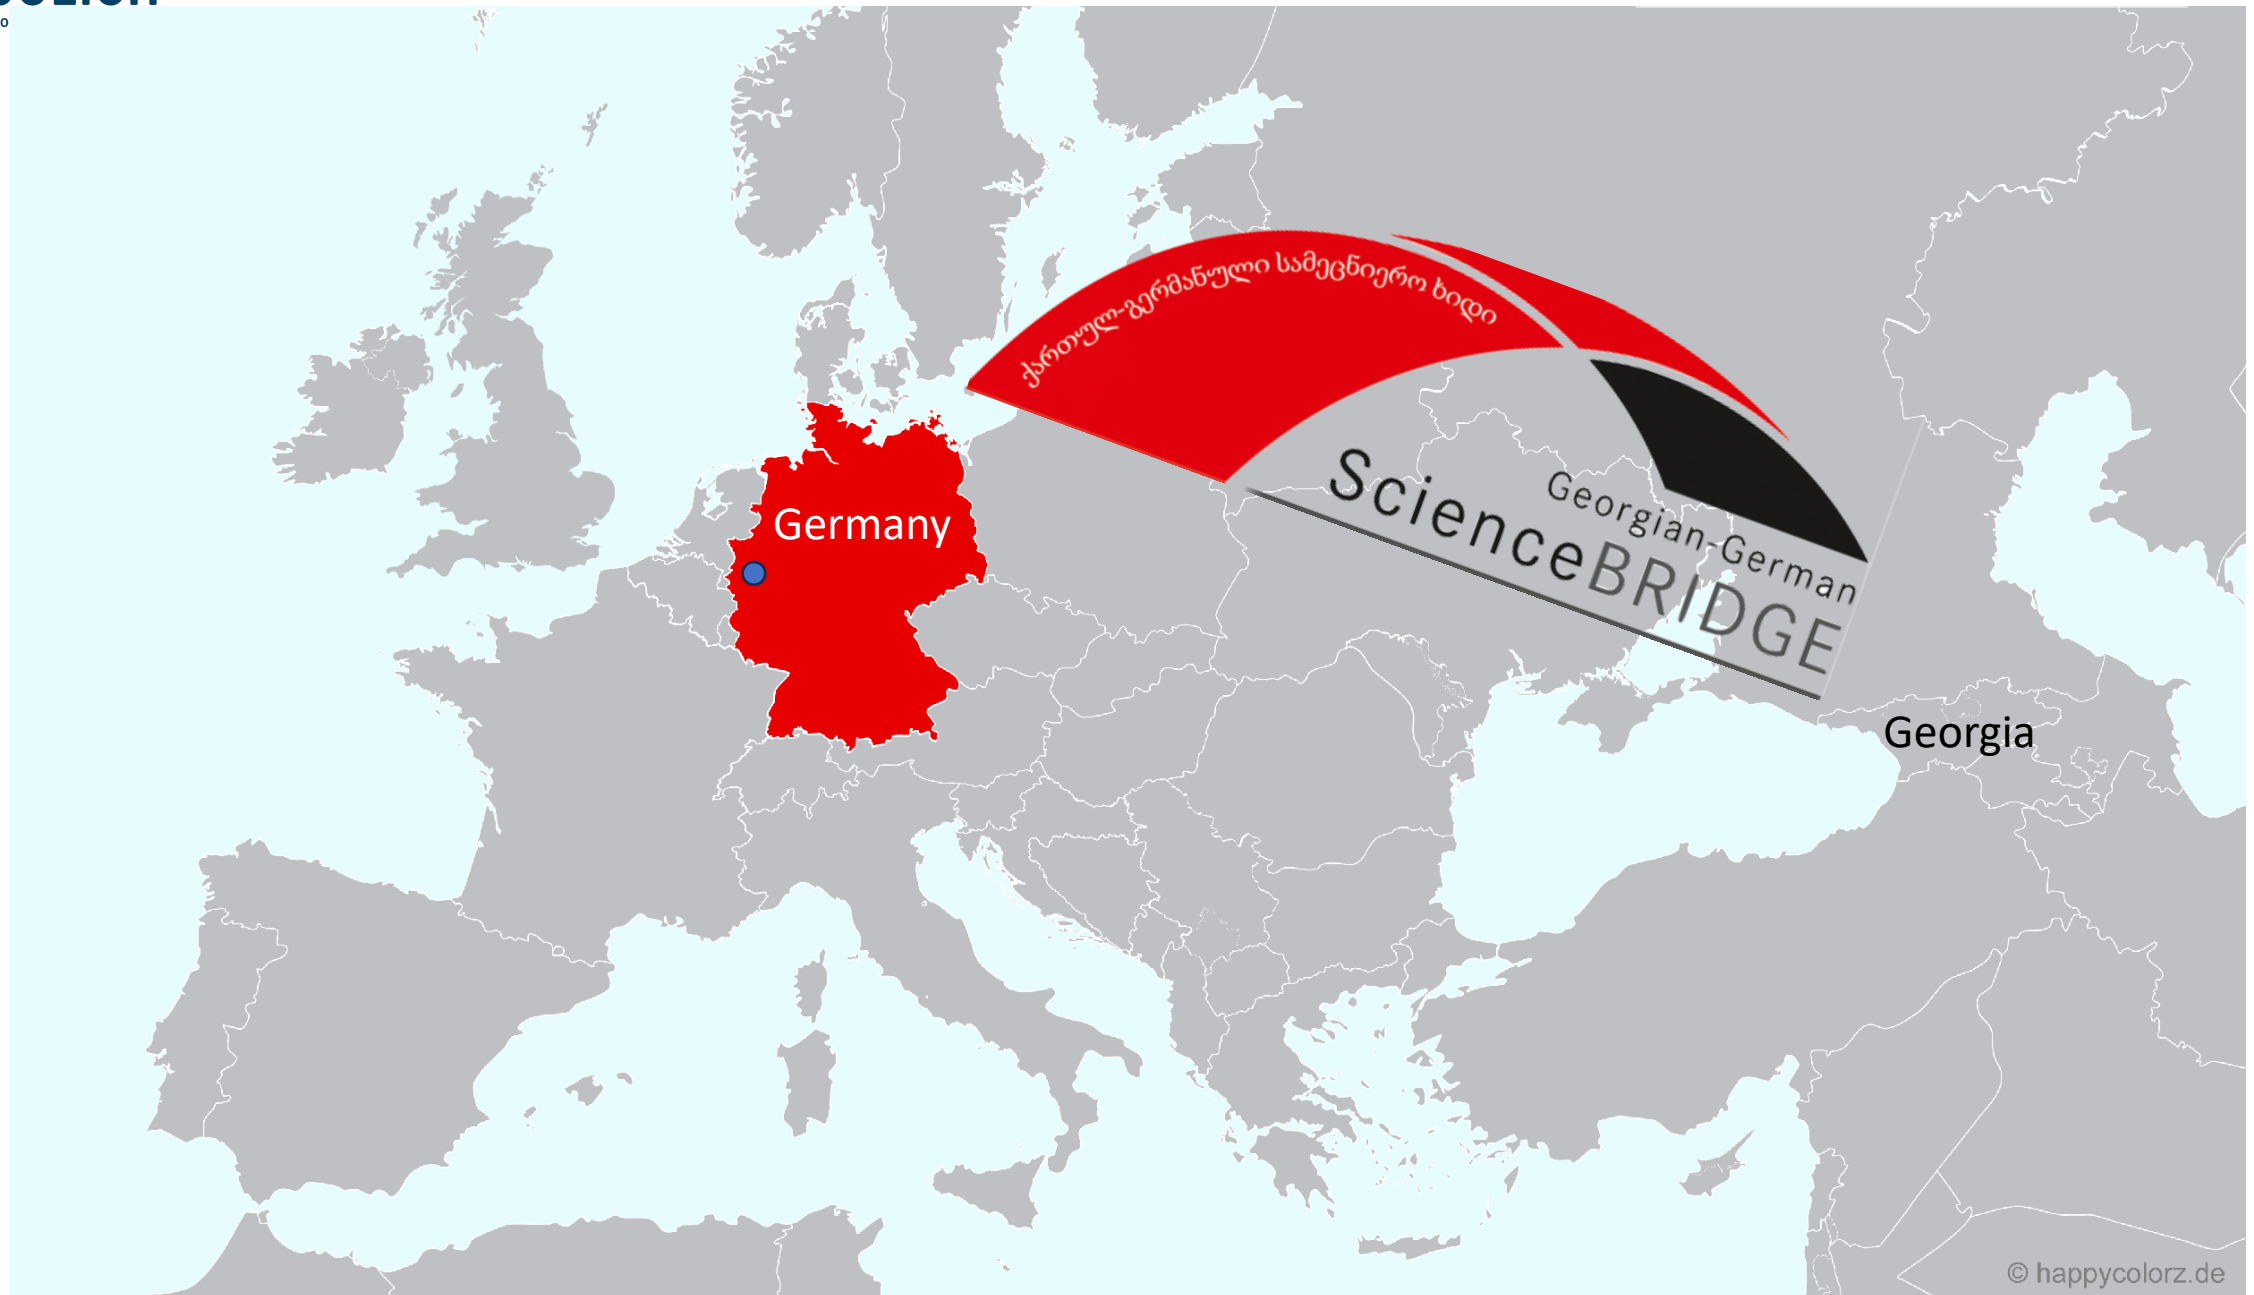 ქართულ-გერმანული სამეცნიერო ხიდი
Germany
Georgian-German
ScienceBRIDGE
Georgia
© happycolorz.de